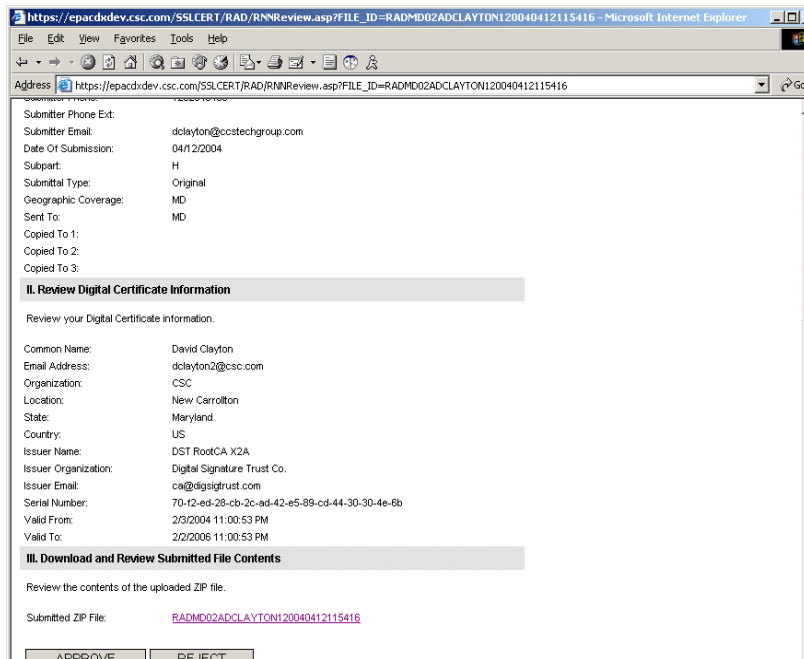 https://epacdxdev.csc.com/SSLCERT/RAD/RNNReview.asp?FILE_ID=RADMD02ADCLAYTON120040412115416 - Microsoft Internet Explorer
File Edit View Favorites Tools Help
Address https://epacdxdev.csc.com/SSLCERT/RAD/RNNReview.asp?FILE_ID=RADMD02ADCLAYTON120040412115416 Go
Submitter Phone:
Submitter Phone Ext:
Submitter Email: dclayton@ccstechgroup.com
Date Of Submission: 04/12/2004
Subpart: H
Submittal Type: Original
Geographic Coverage: MD
Sent To: MD
Copied To 1:
Copied To 2:
Copied To 3:
II. Review Digital Certificate Information
Review your Digital Certificate information.
Common Name: David Clayton
Email Address: dclayton2@csc.com
Organization: CSC
Location: New Carrollton
State: Maryland
Country: US
Issuer Name: DST RootCA X2A
Issuer Organization: Digital Signature Trust Co.
Issuer Email: ca@digsigtrust.com
Serial Number: 70-f2-ed-28-cb-2c-ad-42-e5-89-cd-44-30-30-4e-6b
Valid From: 2/3/2004 11:00:53 PM
Valid To: 2/2/2006 11:00:53 PM
III. Download and Review Submitted File Contents
Review the contents of the uploaded ZIP file.
Submitted ZIP File: RADMD02ADCLAYTON120040412115416
APPROVE REJECT